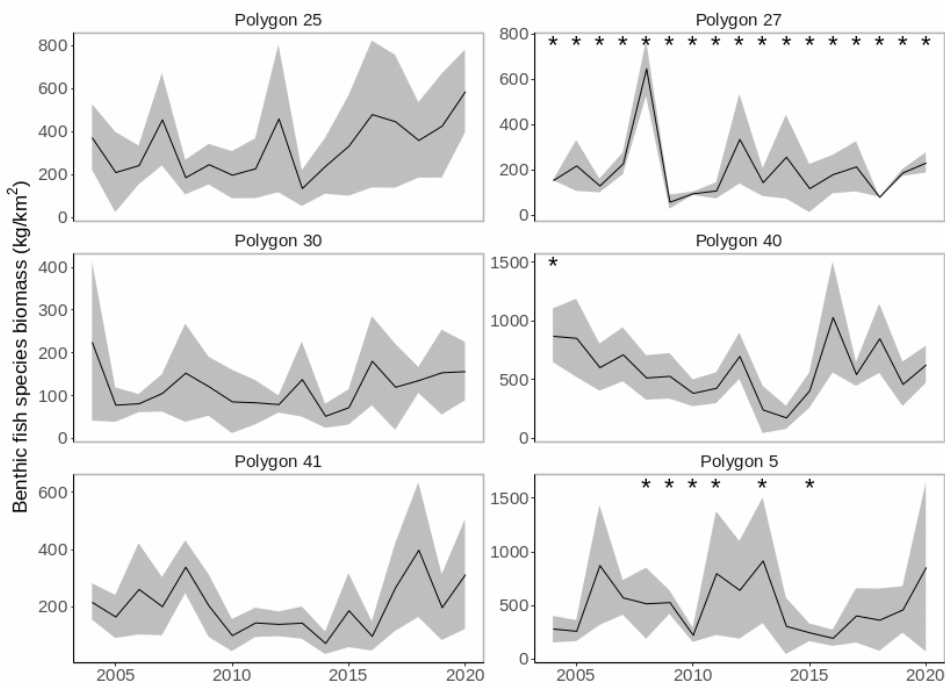 Polygon 25
Polygon 27
800
600
400
200
0
* * * * * * * * * * * * * * * * *
800
600
400
200
0
Polygon 30
Polygon 40
400
300
200
100
0
*
1500
1000
500
0
Polygon 41
Polygon 5
600
400
200
* * * * * *
1500
1000
500
0
2005 2010 2015 2020
2005 2010 2015 2020
Benthic fish species biomass (kg/km²)